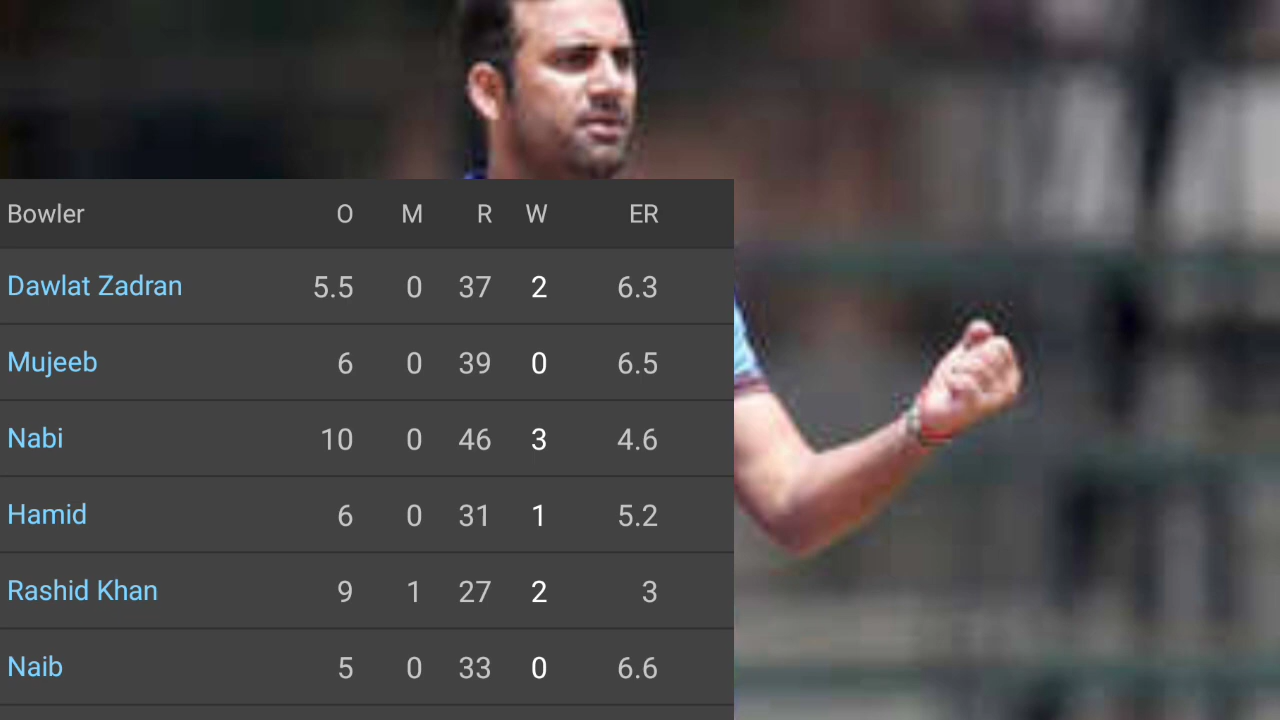 Bowler O M R W ER
Dawlat Zadran 5.5 0 37 2 6.3
Mujeeb 6 0 39 0 6.5
Nabi 10 0 46 3 4.6
Hamid 6 0 31 1 5.2
Rashid Khan 9 1 27 2 3
Naib 5 0 33 0 6.6